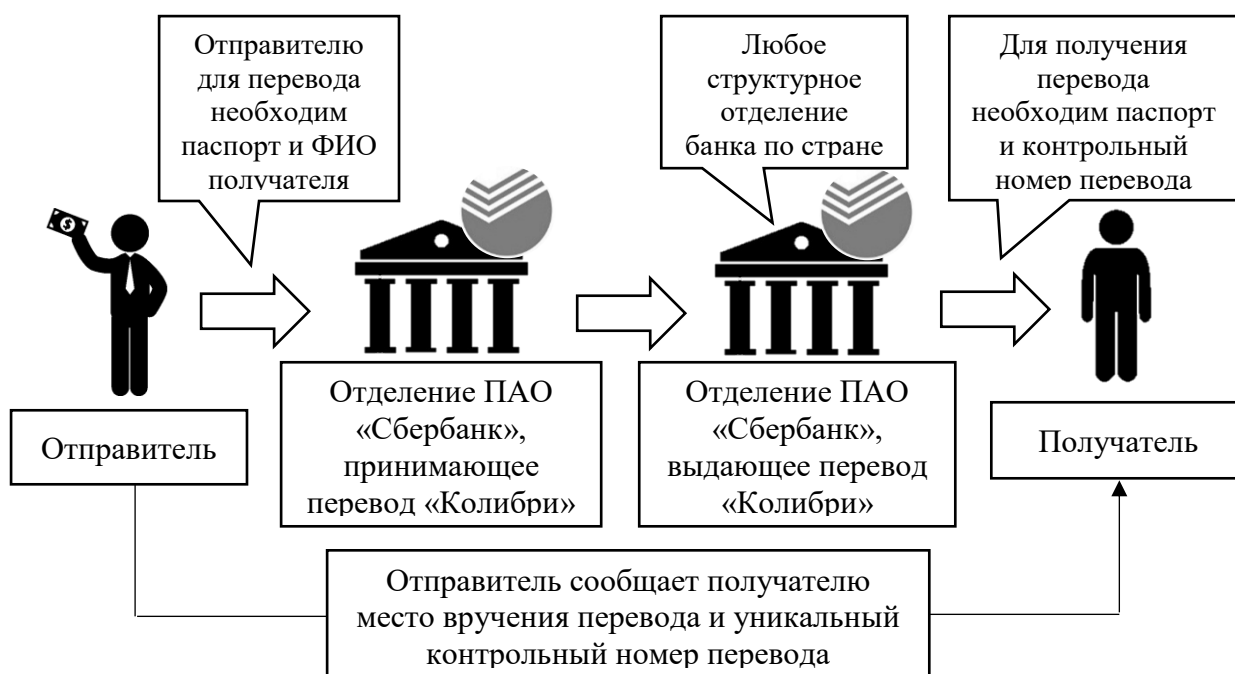 Отправителю
для перевода
необходим
паспорт и ФИО
получателя
Любое
структурное
отделение
банка по стране
Для получения
перевода
необходим паспорт
и контрольный
номер перевода
$
Отправитель
Отделение ПАО
«Сбербанк»,
принимающее
перевод «Колибри»
Отделение ПАО
«Сбербанк»,
выдающее перевод
«Колибри»
Получатель
Отправитель сообщает получателю
место вручения перевода и уникальный
контрольный номер перевода